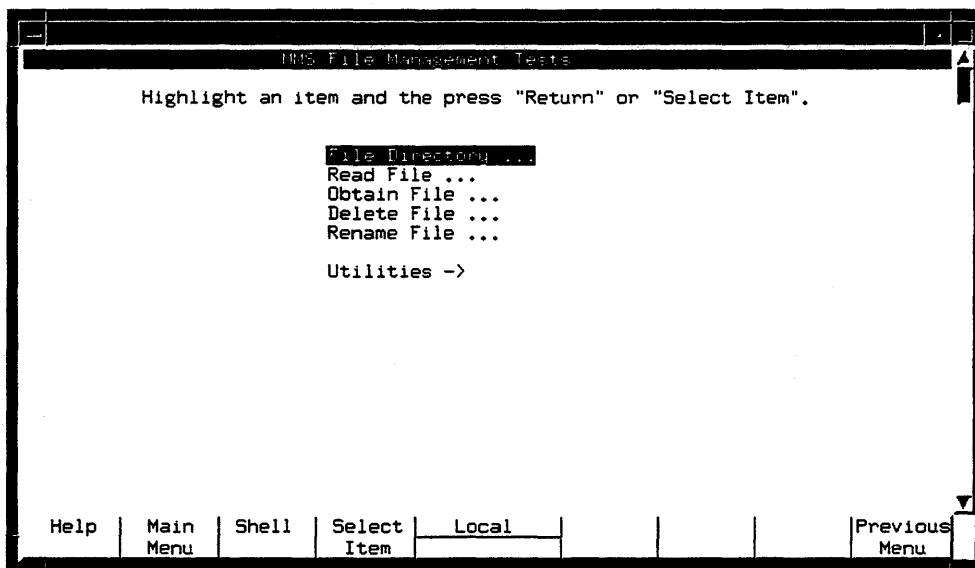 MMS File Management Tests
Highlight an item and the press "Return" or "Select Item".
File Directory ...
Read File ...
Obtain File ...
Delete File ...
Rename File ...
Utilities ->
Help Main Menu Shell Select Item Local Previous Menu